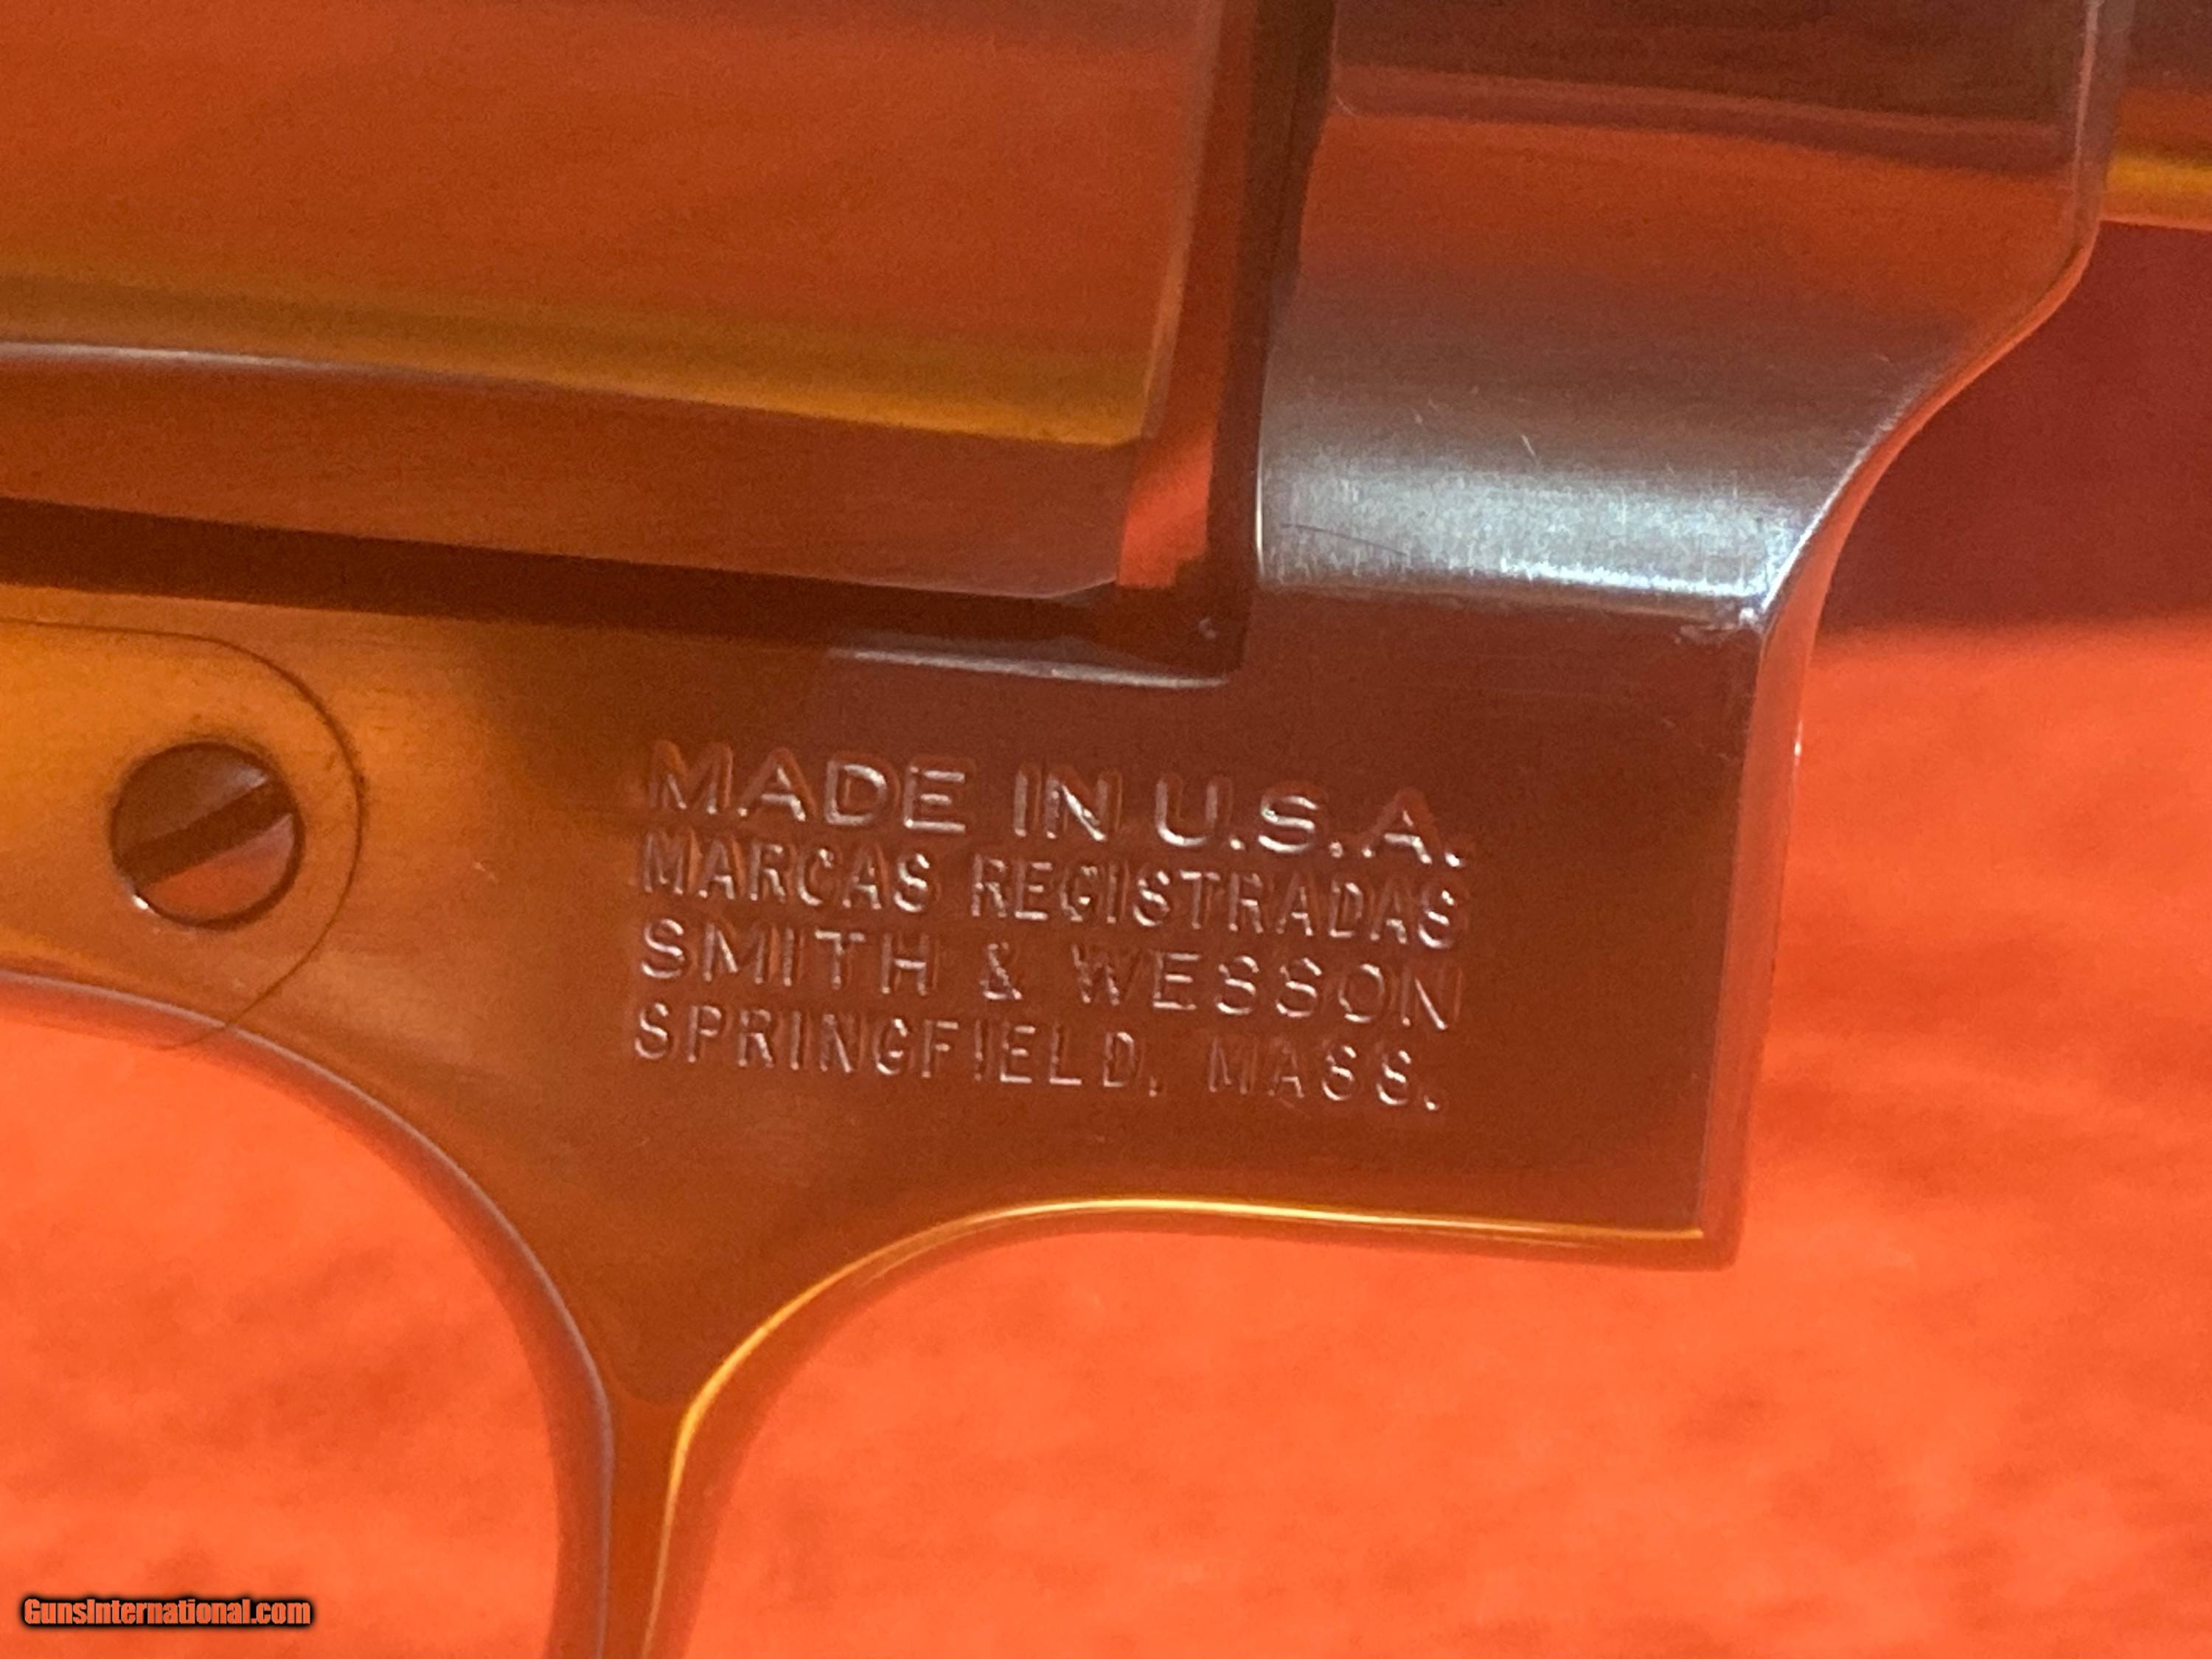 MADE IN U.S.A.
MARCAS REGISTRADAS
SMITH & WESSON
SPRINGFIELD, MASS.
GunsInternational.com